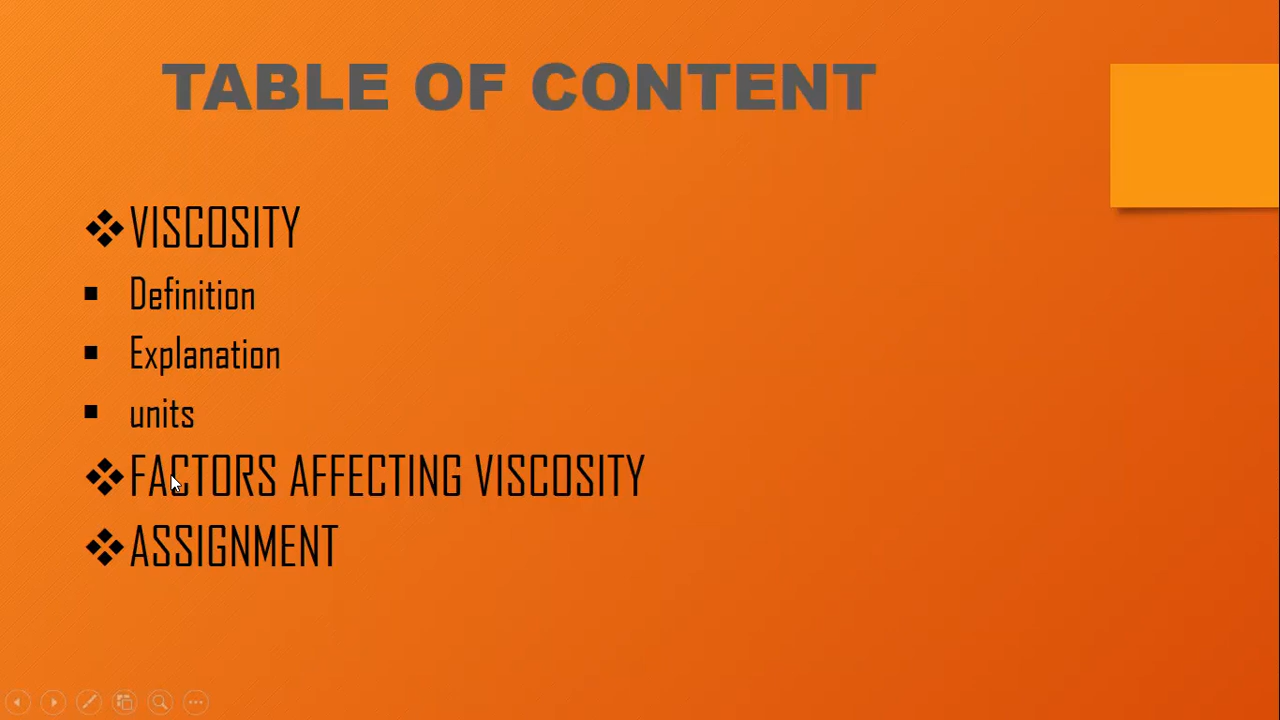 TABLE OF CONTENT
VISCOSITY
Definition
Explanation
units
FACTORS AFFECTING VISCOSITY
ASSIGNMENT